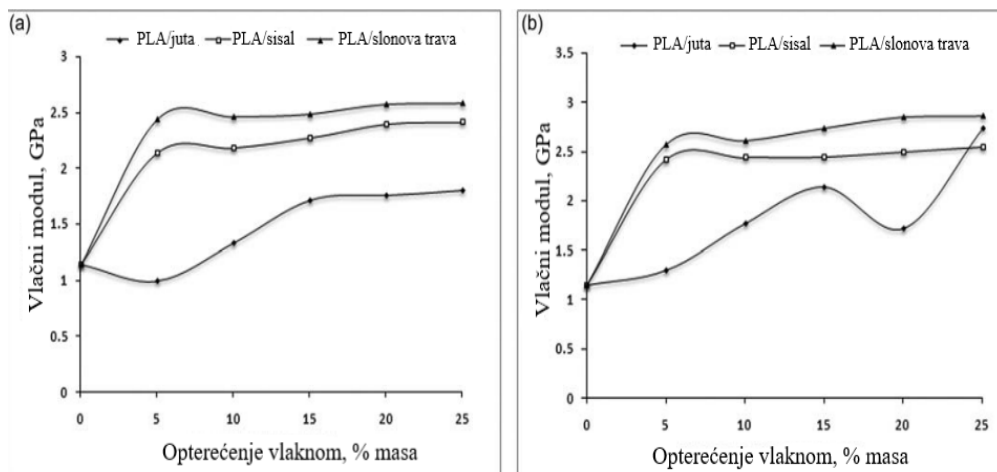 (a)
PLA/juta PLA/sisal PLA/slonova trava
Vlačni modul, GPa
3
2.5
2
1.5
1
0.5
0
0 5 10 15 20 25
Opterećenje vlaknom, % masa
(b)
PLA/juta PLA/sisal PLA/slonova trava
Vlačni modul, GPa
3.5
3
2.5
2
1.5
1
0.5
0
0 5 10 15 20 25
Opterećenje vlaknom, % masa